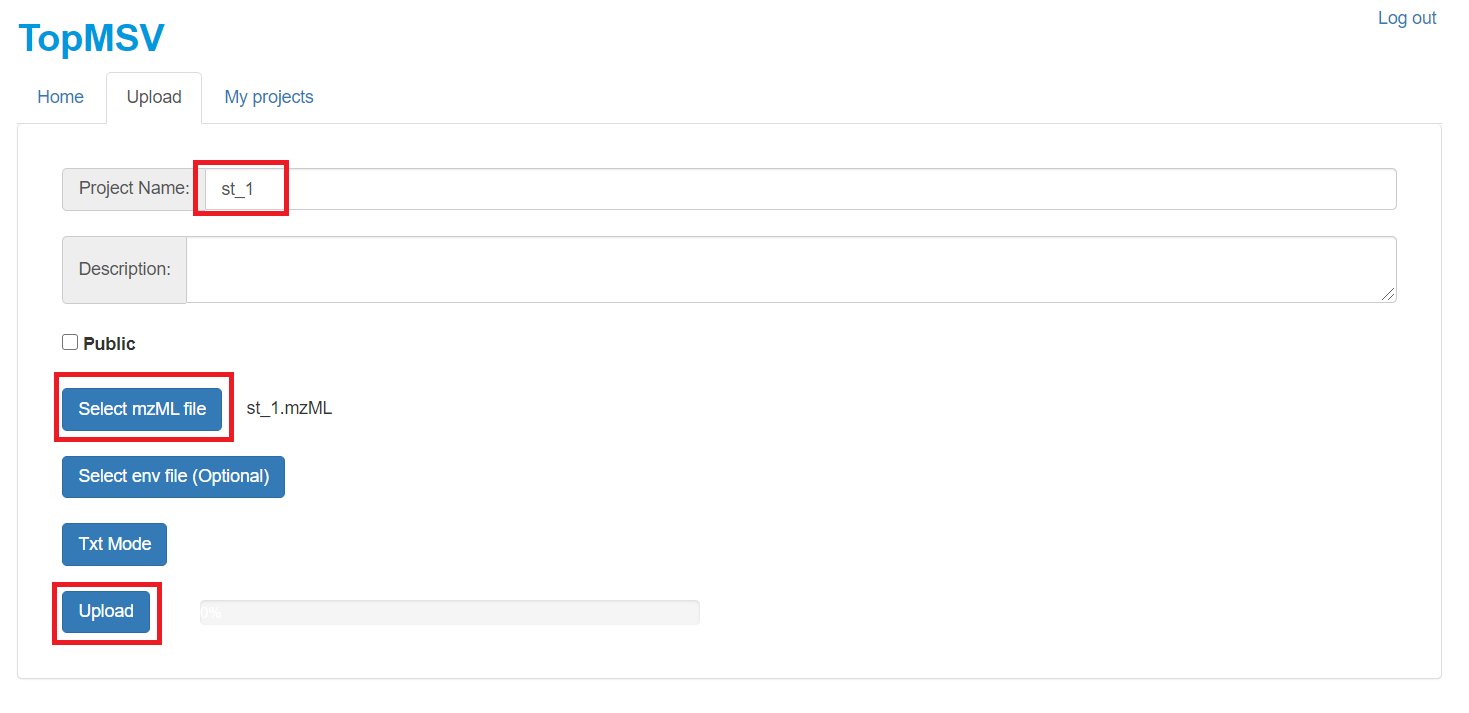 Log out
TopMSV
Home Upload My projects
Project Name: st_1
Description:
Public
Select mzML file st_1.mzML
Select env file (Optional)
Txt Mode
Upload 0%